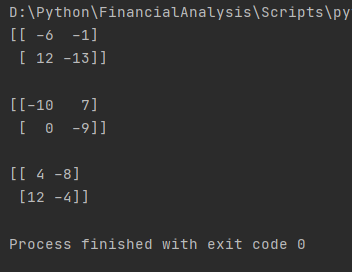 D:\Python\FinancialAnalysis\Scripts\py
[[ -6  -1]
 [ 12 -13]]

[[-10   7]
 [  0  -9]]

[[ 4 -8]
 [12 -4]]

Process finished with exit code 0